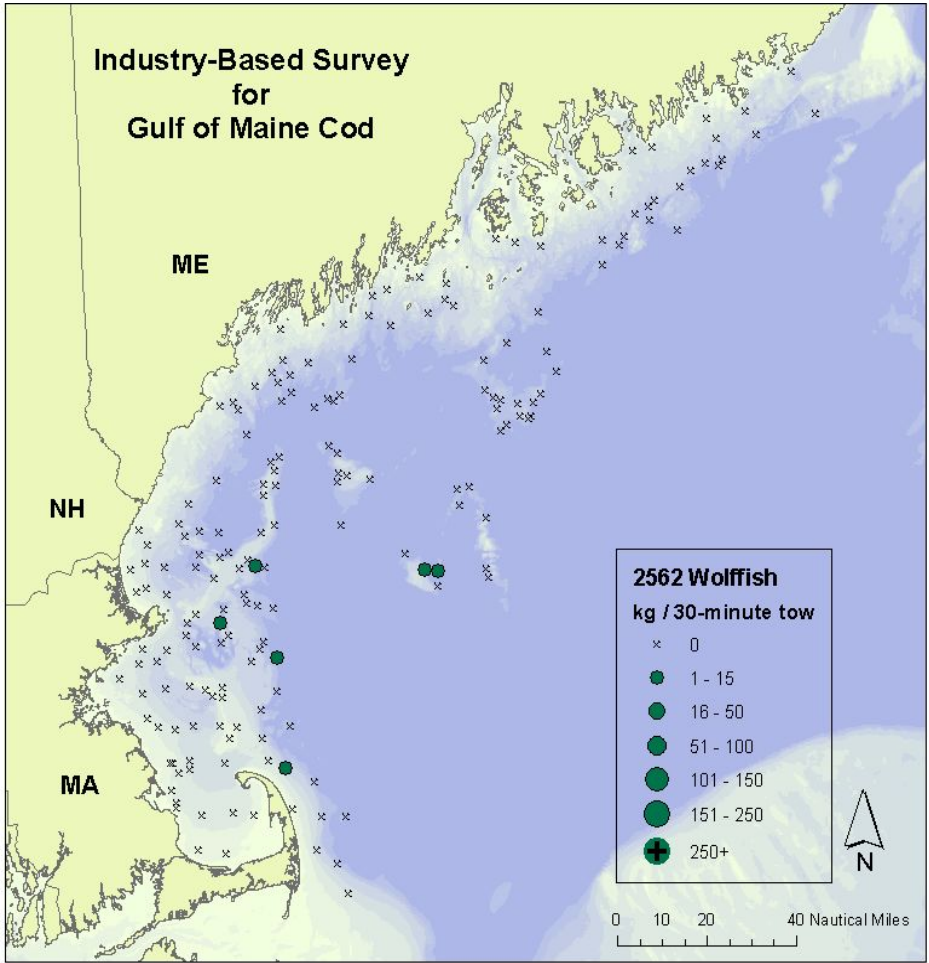 Industry-Based Survey
for
Gulf of Maine Cod
ME
NH
MA
2562 Wolffish
kg / 30-minute tow
0
1 - 15
16 - 50
51 - 100
101 - 150
151 - 250
250+
N
0 10 20 40 Nautical Miles